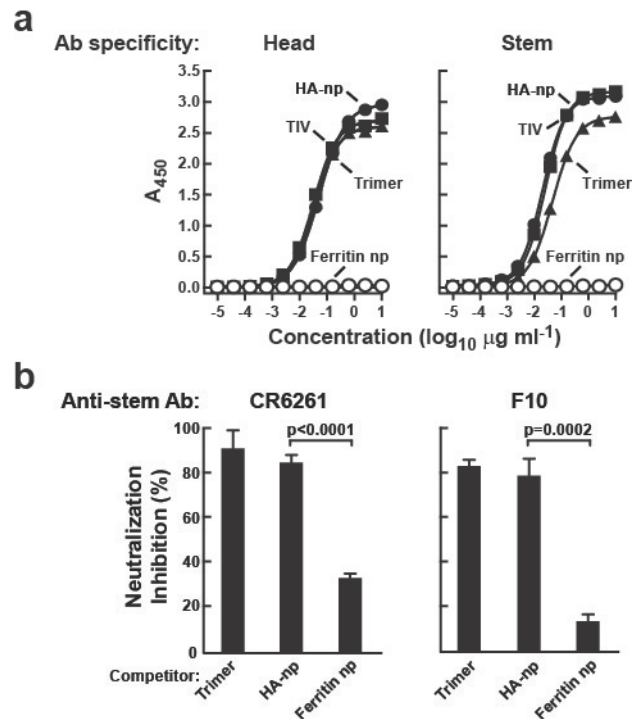 a
Ab specificity: Head Stem
3.5 3.0 2.5 2.0 1.5 1.0 0.5 0.0
A450
HA-np
TIV
Trimer
Ferritin np
-5 -4 -3 -2 -1 0 1
HA-np
TIV
Trimer
Ferritin np
-5 -4 -3 -2 -1 0 1
Concentration (log10 μg ml-1)
b
Anti-stem Ab: CR6261 F10
Neutralization
Inhibition (%)
100 80 60 40 20 0
p<0.0001
p=0.0002
Competitor: Trimer HA-np Ferritin np
Trimer HA-np Ferritin np